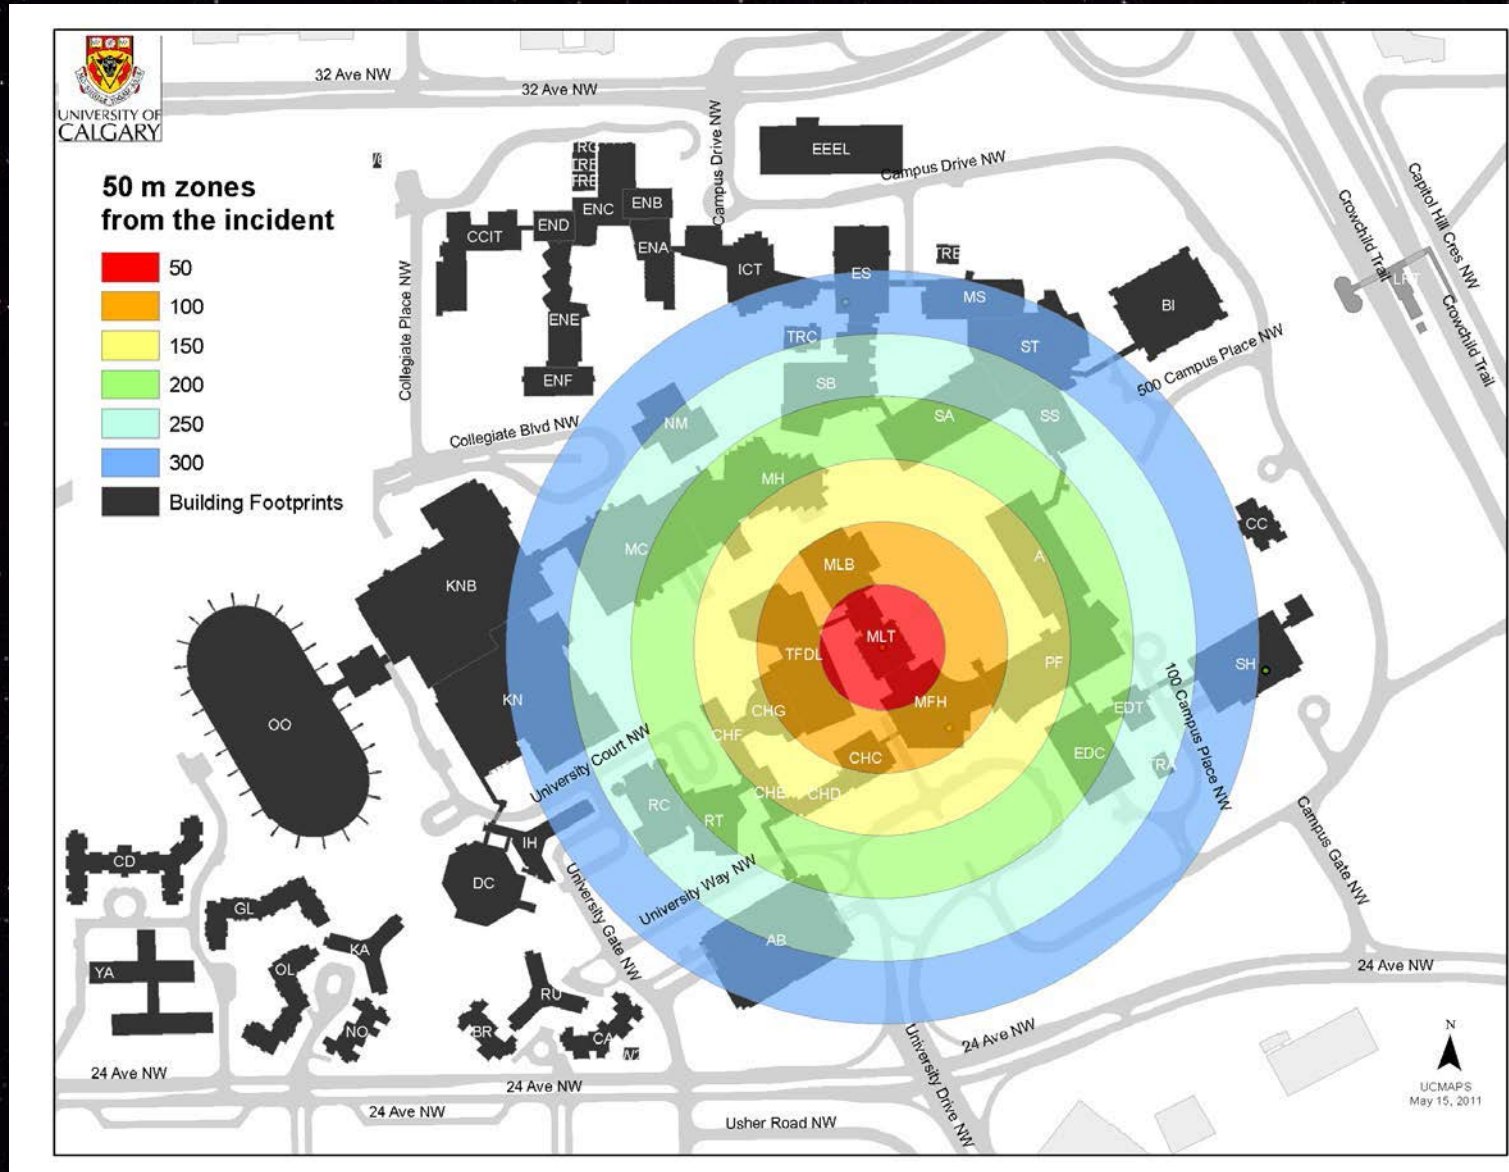 UNIVERSITY OF
CALGARY
50 m zones
from the incident
50
100
150
200
250
300
Building Footprints
32 Ave NW
32 Ave NW
Campus Drive NW
Campus Drive NW
EEEL
Capitol Hill Cres NW
Crowchild Trail
Crowchild Trail
LRT
ENB
ENC
END
CCIT
ENA
ICT
ES
TRE
MS
BI
Collegiate Place NW
ENE
TRC
ST
500 Campus Place NW
ENF
SB
SA
SS
NM
Collegiate Blvd NW
MH
CC
MC
MLB
A
KNB
MLT
TFDL
PF
SH
KN
MFH
EDT
100 Campus Place NW
OO
CHG
CHF
CHC
EDC
TRA
University Court NW
CHE
CHD
RC
RT
IH
CD
DC
University Way NW
Campus Gate NW
University Gate NW
GL
KA
AB
YA
OL
24 Ave NW
RU
NO
BR
CA
24 Ave NW
University Drive NW
24 Ave NW
24 Ave NW
24 Ave NW
Usher Road NW
N
UCMAPS
May 15, 2011